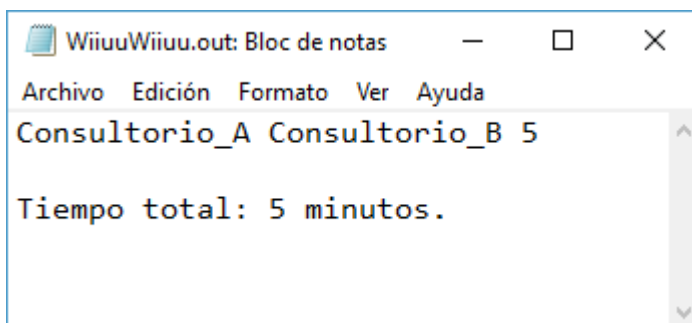 WiiuuWiiuu.out: Bloc de notas
Archivo Edición Formato Ver Ayuda
Consultorio_A Consultorio_B 5
Tiempo total: 5 minutos.